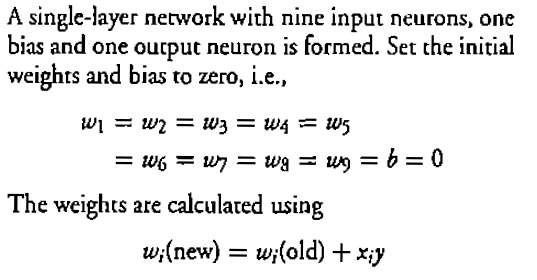 A single-layer network with nine input neurons, one
bias and one output neuron is formed. Set the initial
weights and bias to zero, i.e.,
w₁ = w₂ = w₃ = w₄ = w₅
= w₆ = w₇ = w₈ = w₉ = b = 0
The weights are calculated using
wᵢ(new) = wᵢ(old) + xᵢy